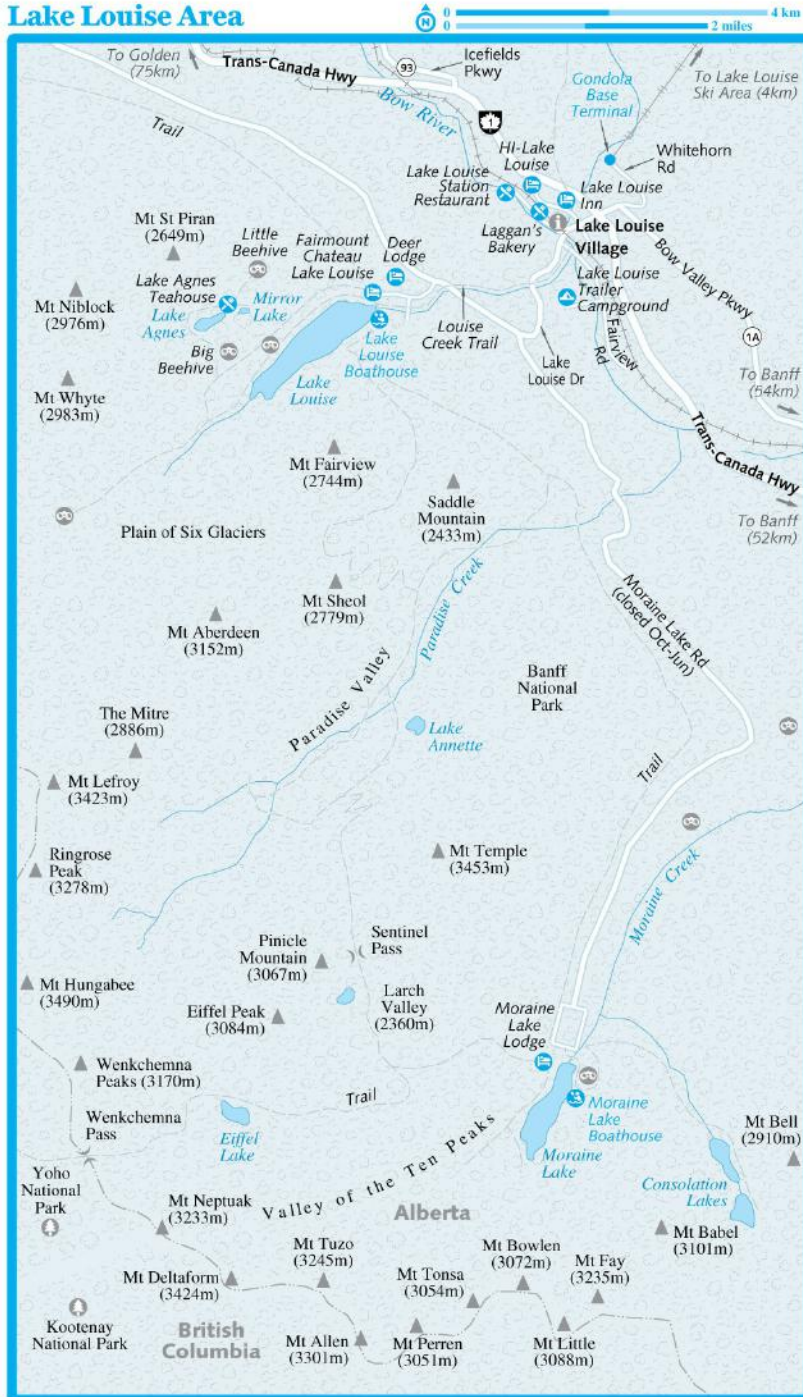 Lake Louise Area
N
0 4 km
0 2 miles
To Golden
(75km)
Trans-Canada Hwy
93
Icefields
Pkwy
To Lake Louise
Ski Area (4km)
Gondola
Base
Terminal
Trail
Bow River
1
HI-Lake
Louise
Whitehorn
Rd
Lake Louise
Station
Restaurant
Lake Louise
Inn
Mt St Piran
(2649m)
Little
Beehive
Fairmount
Chateau
Lake Louise
Deer
Lodge
Laggan's
Bakery
Lake Louise
Village
Bow Valley Pkwy
Lake Agnes
Teahouse
Mirror
Lake
Lake
Agnes
Mt Niblock
(2976m)
Lake Louise
Trailer
Campground
Louise
Creek Trail
Fairview
Rd
1A
Big
Beehive
Lake
Louise
Boathouse
Lake
Louise Dr
To Banff
(54km)
Mt Whyte
(2983m)
Lake
Louise
Trans-Canada Hwy
Mt Fairview
(2744m)
Saddle
Mountain
(2433m)
Plain of Six Glaciers
To Banff
(52km)
Paradise Creek
Mt Sheol
(2779m)
Mt Aberdeen
(3152m)
Moraine Lake Rd
(closed Oct-Jun)
Paradise Valley
Banff
National
Park
The Mitre
(2886m)
Lake
Annette
Trail
Mt Lefroy
(3423m)
Ringrose
Peak
(3278m)
Mt Temple
(3453m)
Moraine Creek
Pinicle
Mountain
(3067m)
Sentinel
Pass
Mt Hungabee
(3490m)
Larch
Valley
(2360m)
Eiffel Peak
(3084m)
Moraine
Lake
Lodge
Wenkchemna
Peaks (3170m)
Trail
Wenkchemna
Pass
Eiffel
Lake
Moraine
Lake
Boathouse
Mt Bell
(2910m)
Moraine
Lake
Valley of the Ten Peaks
Consolation
Lakes
Yoho
National
Park
Mt Neptuak
(3233m)
Alberta
Mt Babel
(3101m)
Mt Tuzo
(3245m)
Mt Bowlen
(3072m)
Mt Fay
(3235m)
Mt Deltaform
(3424m)
Mt Tonsa
(3054m)
Kootenay
National Park
British
Columbia
Mt Allen
(3301m)
Mt Perren
(3051m)
Mt Little
(3088m)